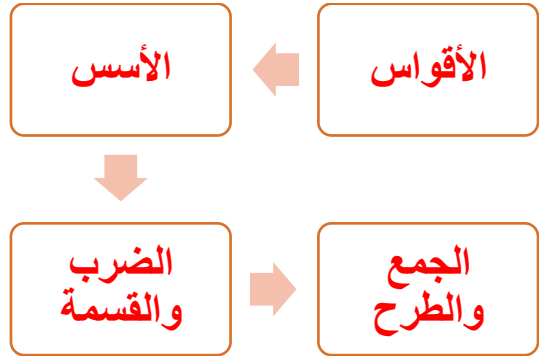 الأقواس
الأسس
الضرب
والقسمة
الجمع
والطرح